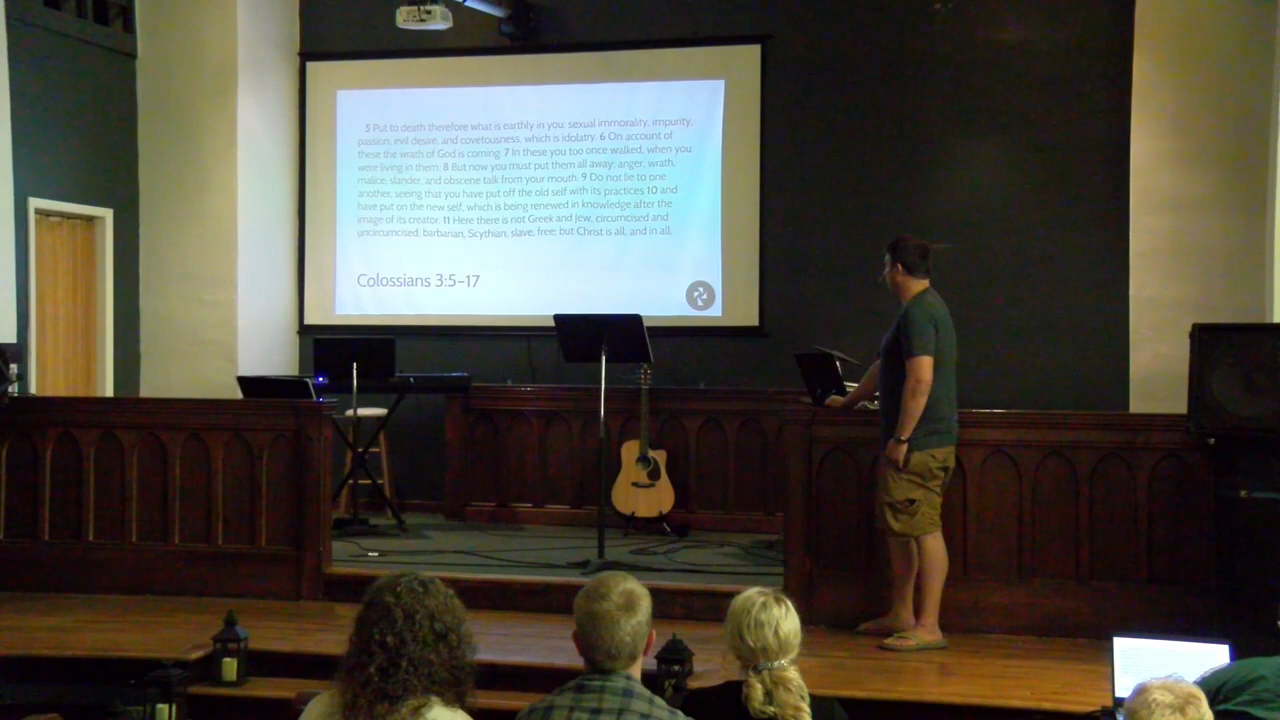 5 Put to death therefore what is earthly in you: sexual immorality, impurity,
passion, evil desire, and covetousness, which is idolatry. 6 On account of
these the wrath of God is coming. 7 In these you too once walked, when you
were living in them. 8 But now you must put them all away: anger, wrath,
malice, slander, and obscene talk from your mouth. 9 Do not lie to one
another, seeing that you have put off the old self with its practices 10 and
have put on the new self, which is being renewed in knowledge after the
image of its creator. 11 Here there is not Greek and Jew, circumcised and
uncircumcised, barbarian, Scythian, slave, free; but Christ is all, and in all.
Colossians 3:5–17